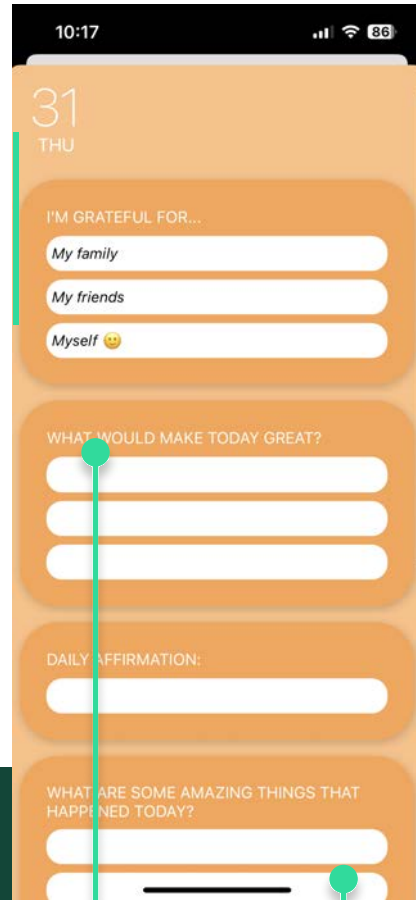 10:17
86
31
THU
I'M GRATEFUL FOR...
My family
My friends
Myself 🙂
WHAT WOULD MAKE TODAY GREAT?
DAILY AFFIRMATION:
WHAT ARE SOME AMAZING THINGS THAT
HAPPENED TODAY?